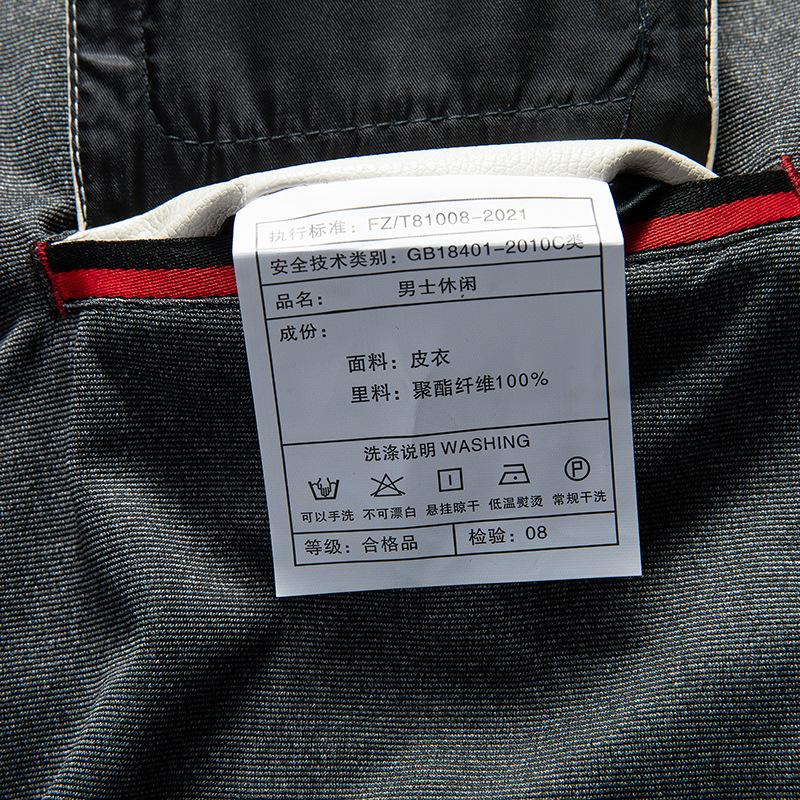 执行标准：FZ/T81008-2021
安全技术类别：GB18401-2010C类
品名： 男士休闲
成份：
面料：皮衣
里料：聚酯纤维100%
洗涤说明 WASHING
P
可以手洗 不可漂白 悬挂晾干 低温熨烫 常规干洗
等级：合格品 检验：08